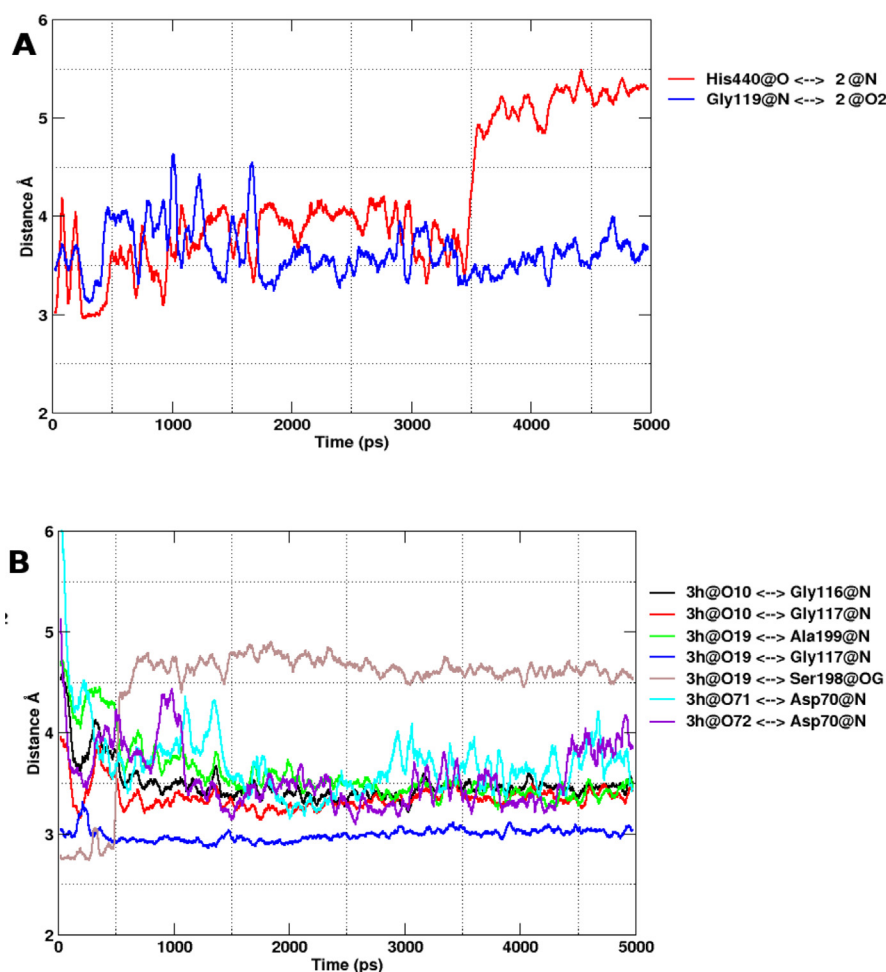 A
6
5
4
3
2
Distance Å
0
1000
2000
3000
4000
5000
Time (ps)
His440@O <--> 2 @N
Gly119@N <--> 2 @O2
B
6
5
4
3
2
Distance Å
0
1000
2000
3000
4000
5000
Time (ps)
3h@O10 <--> Gly116@N
3h@O10 <--> Gly117@N
3h@O19 <--> Ala199@N
3h@O19 <--> Gly117@N
3h@O19 <--> Ser198@OG
3h@O71 <--> Asp70@N
3h@O72 <--> Asp70@N